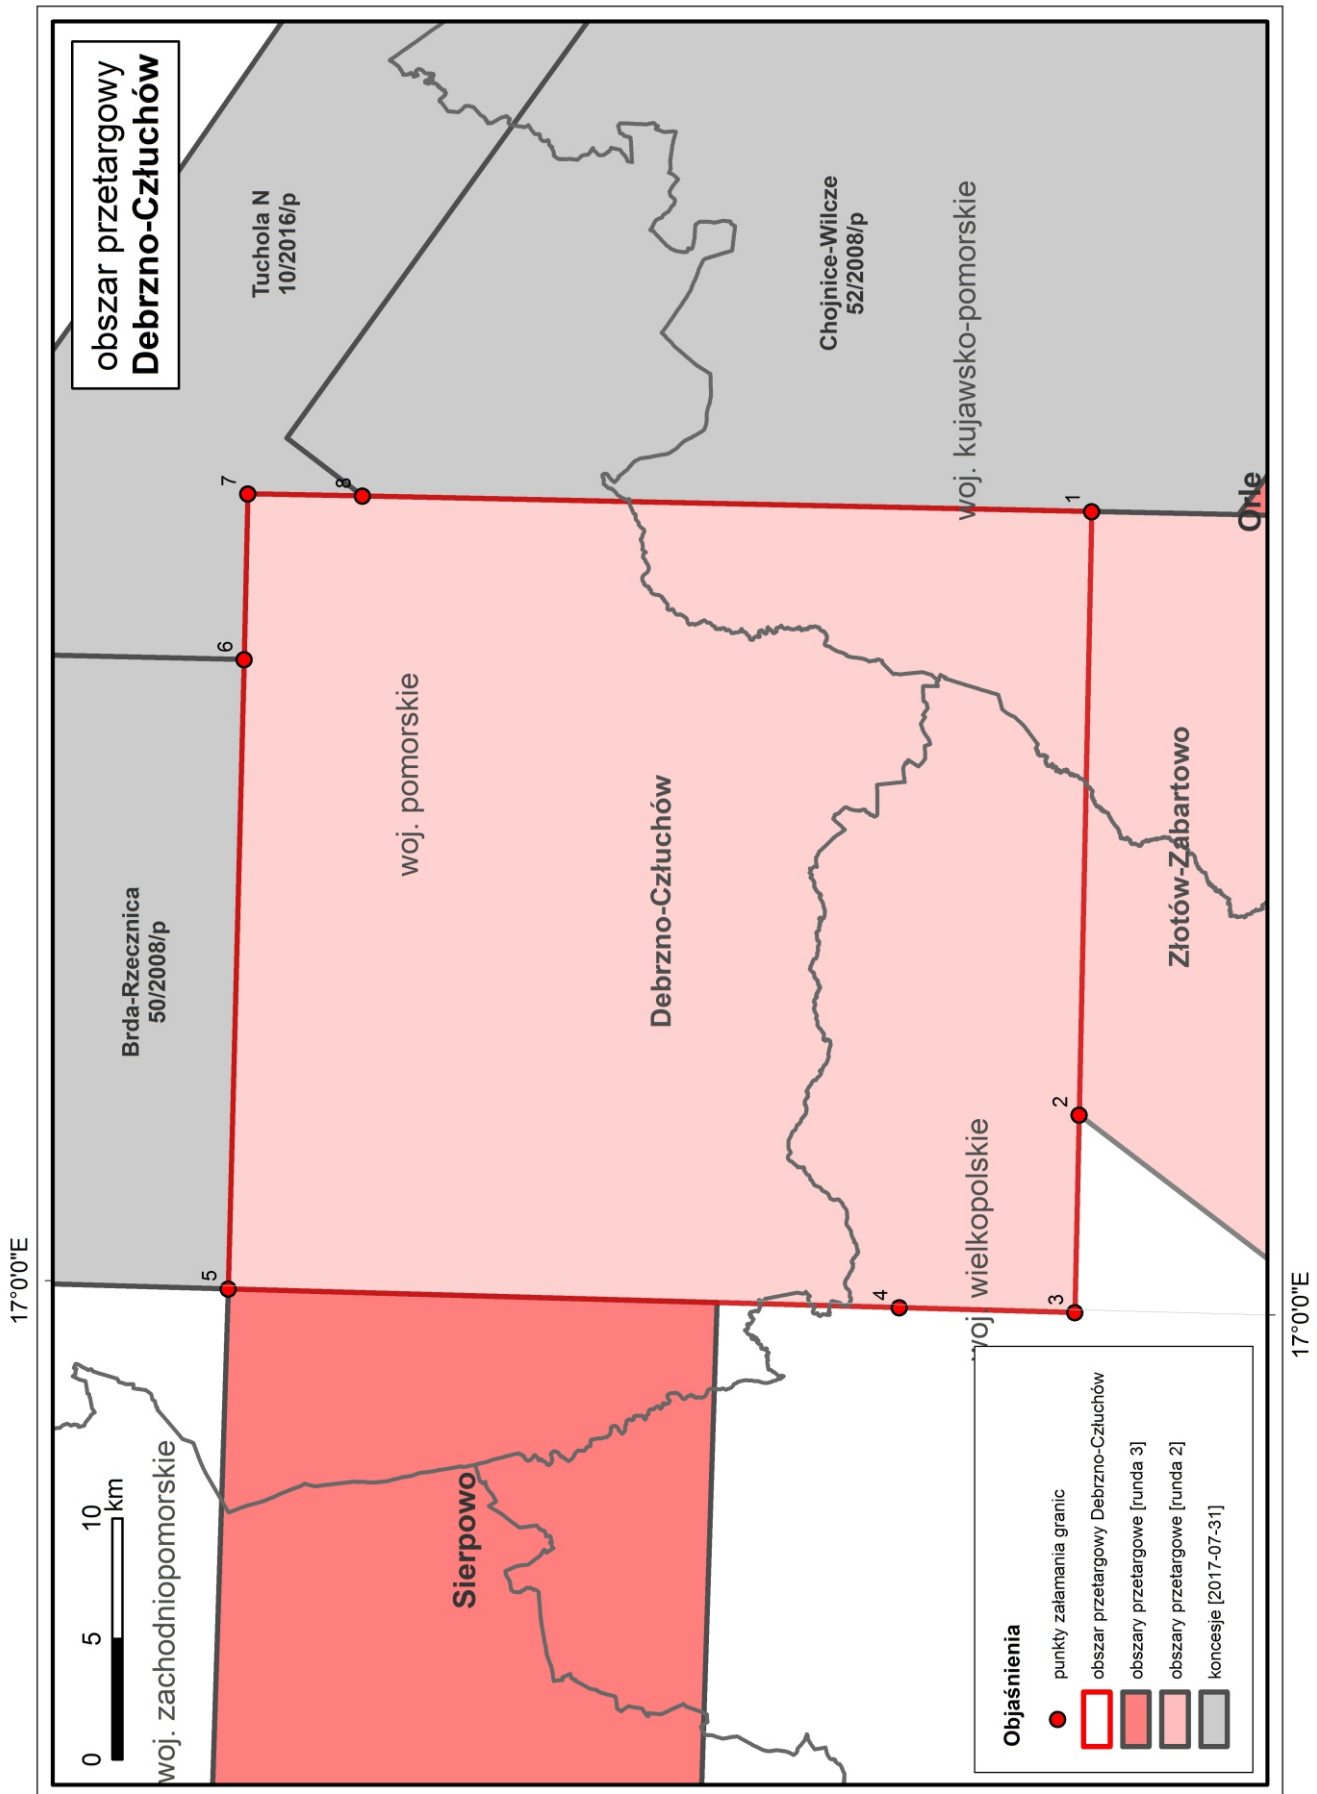 obszar przetargowy
Debrzno-Człuchów
17°0'0"E
0 5 10
km
woj. zachodniopomorskie
Brda-Rzecznica
50/2008/p
Tuchola N
10/2016/p
5
6
7
8
woj. pomorskie
Sierpowo
Debrzno-Człuchów
Chojnice-Wilcze
52/2008/p
woj. kujawsko-pomorskie
4
woj. wielkopolskie
3
2
1
Złotów-Zabartowo
Orle
Objaśnienia
punkty załamania granic
obszar przetargowy Debrzno-Człuchów
obszary przetargowe [runda 3]
obszary przetargowe [runda 2]
koncesje [2017-07-31]
17°0'0"E